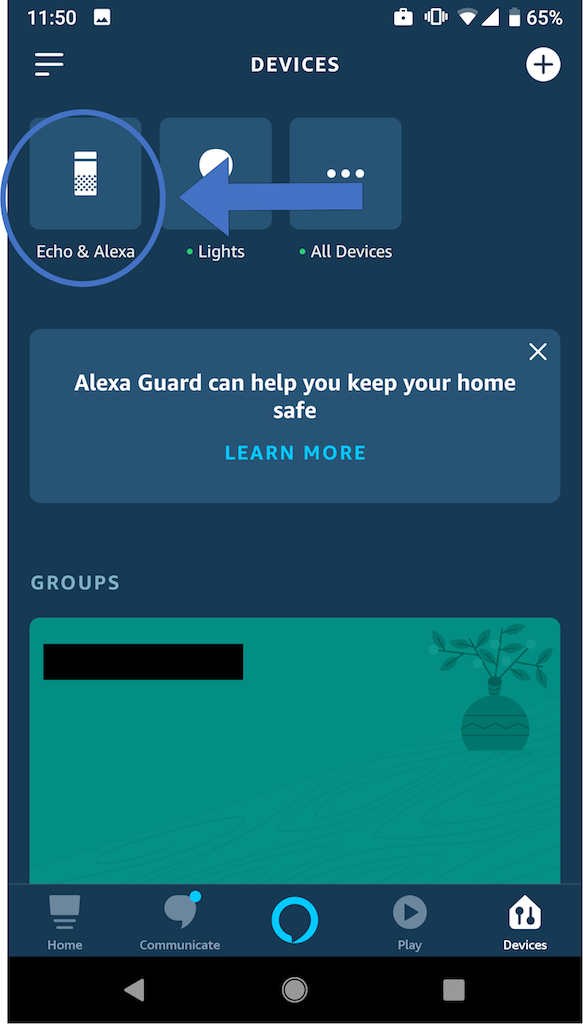 11:50
65%
DEVICES
Echo & Alexa
Lights
All Devices
Alexa Guard can help you keep your home
safe
LEARN MORE
GROUPS
Home
Communicate
Play
Devices